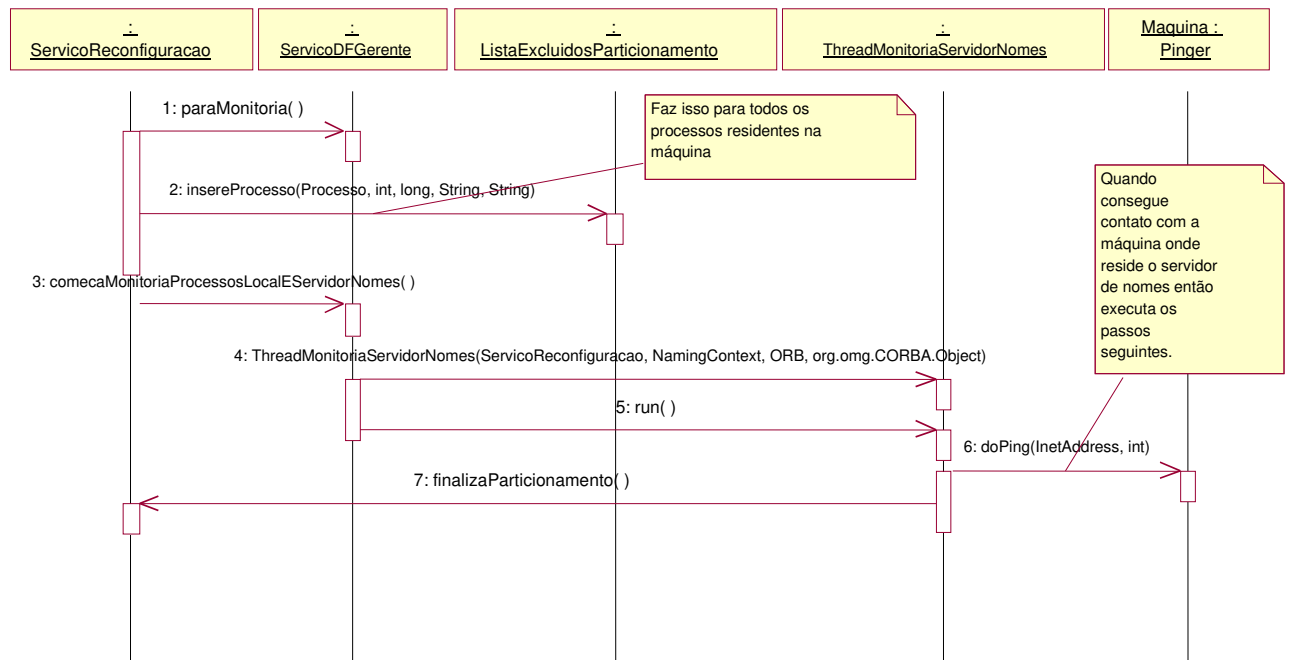 :
ServicoReconfiguracao
:
ServicoDFGerente
:
ListaExcluidosParticionamento
:
ThreadMonitoriaServidorNomes
Maquina :
Pinger
1: paraMonitoria( )
Faz isso para todos os
processos residentes na
máquina
2: insereProcesso(Processo, int, long, String, String)
Quando
consegue
contato com a
máquina onde
reside o servidor
de nomes então
executa os
passos
seguintes.
3: comecaMonitoriaProcessosLocalEServidorNomes( )
4: ThreadMonitoriaServidorNomes(ServicoReconfiguracao, NamingContext, ORB, org.omg.CORBA.Object)
5: run( )
6: doPing(InetAddress, int)
7: finalizaParticionamento( )